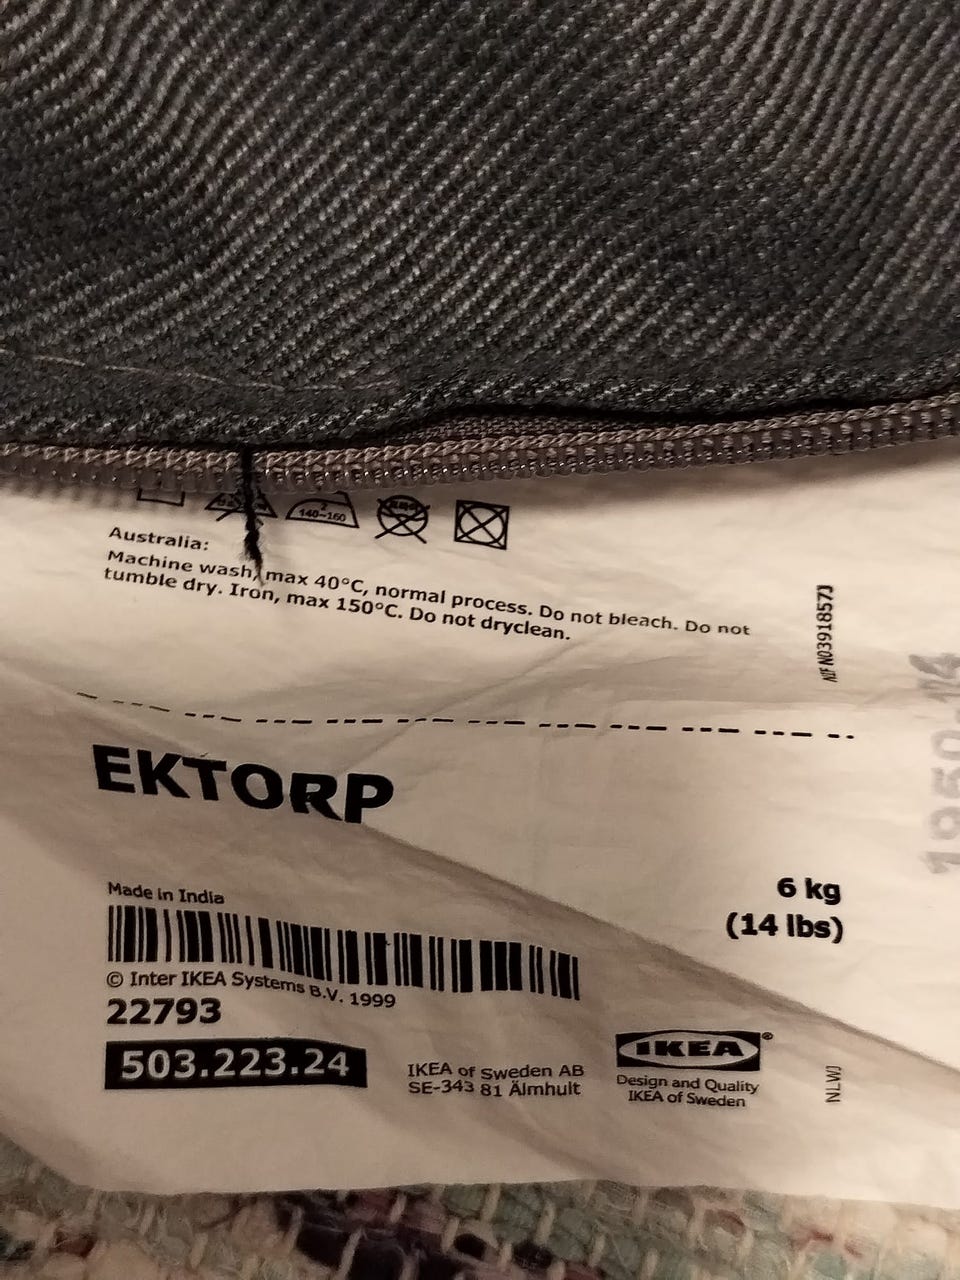 140-160
Australia:
Machine wash, max 40°C, normal process. Do not bleach. Do not
tumble dry. Iron, max 150°C. Do not dryclean.
EKTORP
6 kg
(14 lbs)
Made in India
© Inter IKEA Systems B.V. 1999
22793
503.223.24
IKEA of Sweden AB
SE-343 81 Älmhult
IKEA®
Design and Quality
IKEA of Sweden